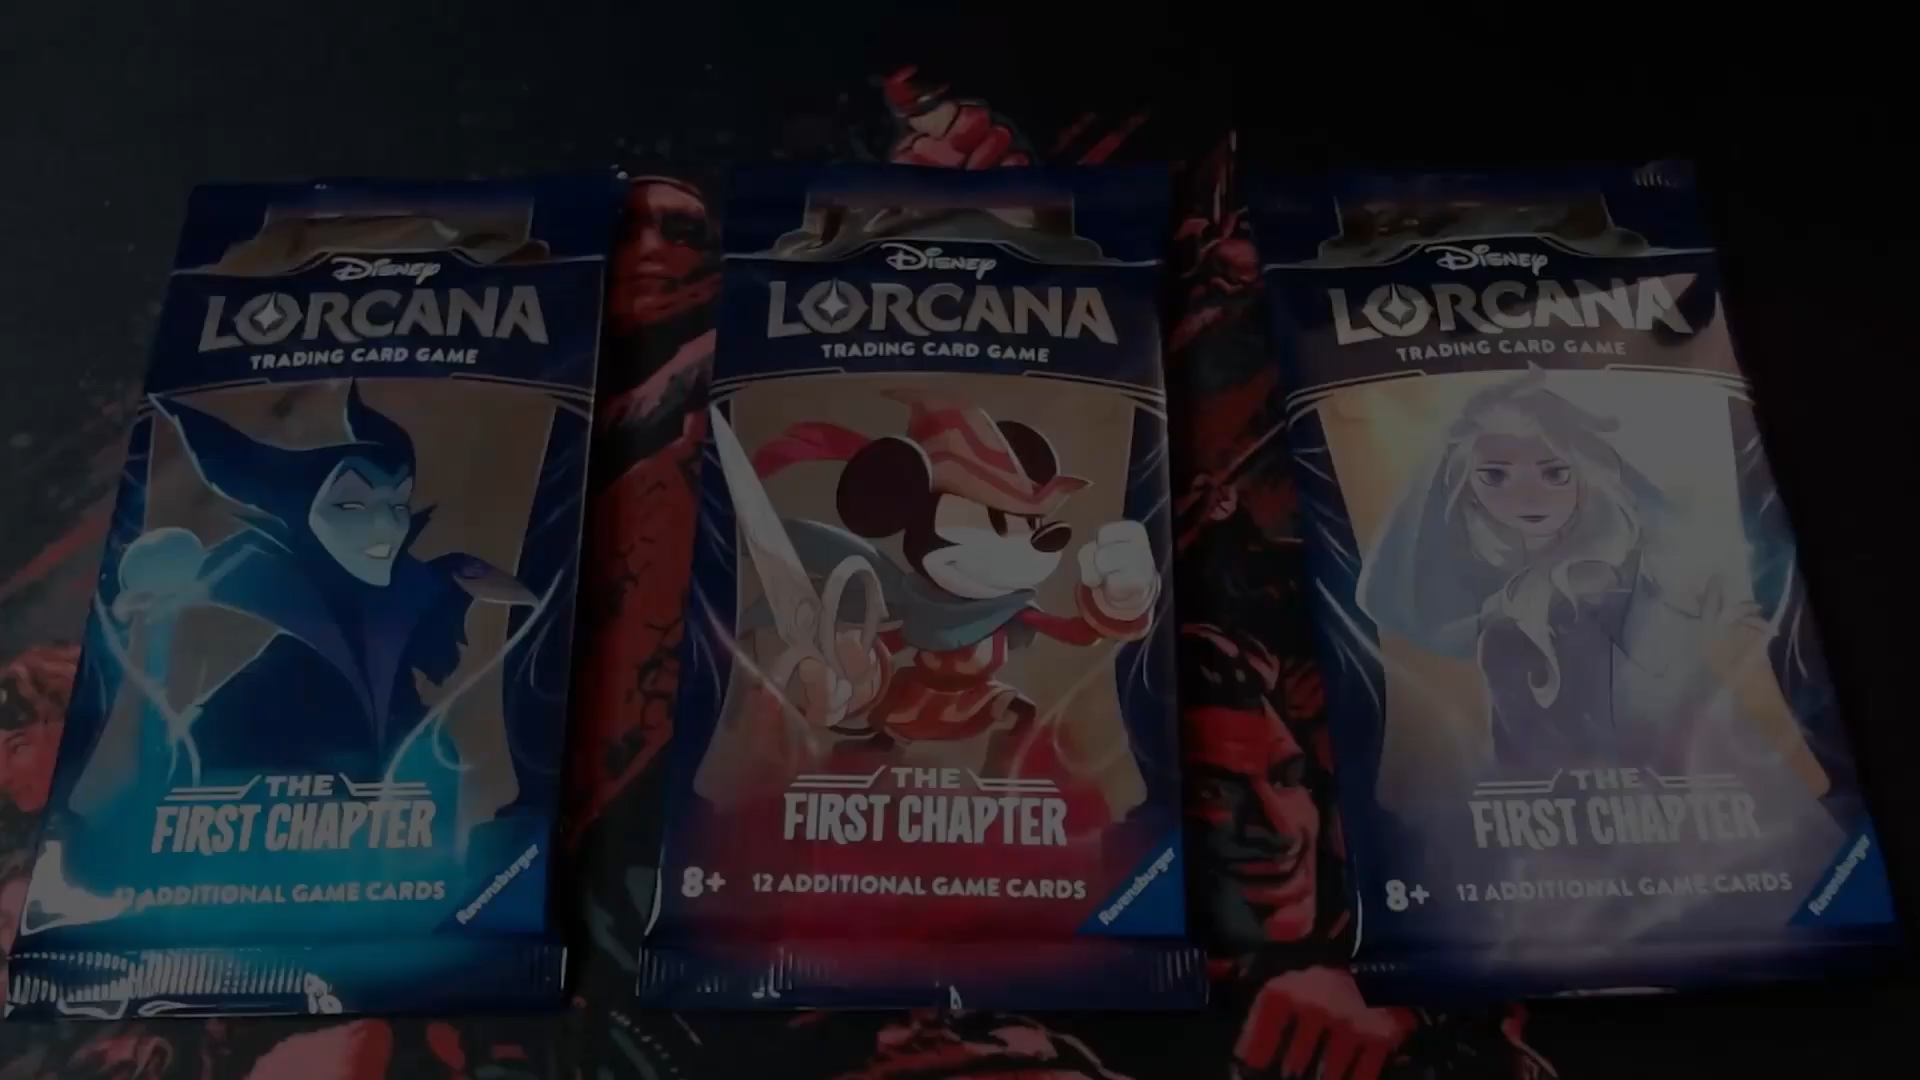 Disney
LORCANA
TRADING CARD GAME
THE
FIRST CHAPTER
12 ADDITIONAL GAME CARDS
Ravensburger
Disney
LORCANA
TRADING CARD GAME
THE
FIRST CHAPTER
8+ 12 ADDITIONAL GAME CARDS
Ravensburger
Disney
LORCANA
TRADING CARD GAME
THE
FIRST CHAPTER
8+ 12 ADDITIONAL GAME CARDS
Ravensburger